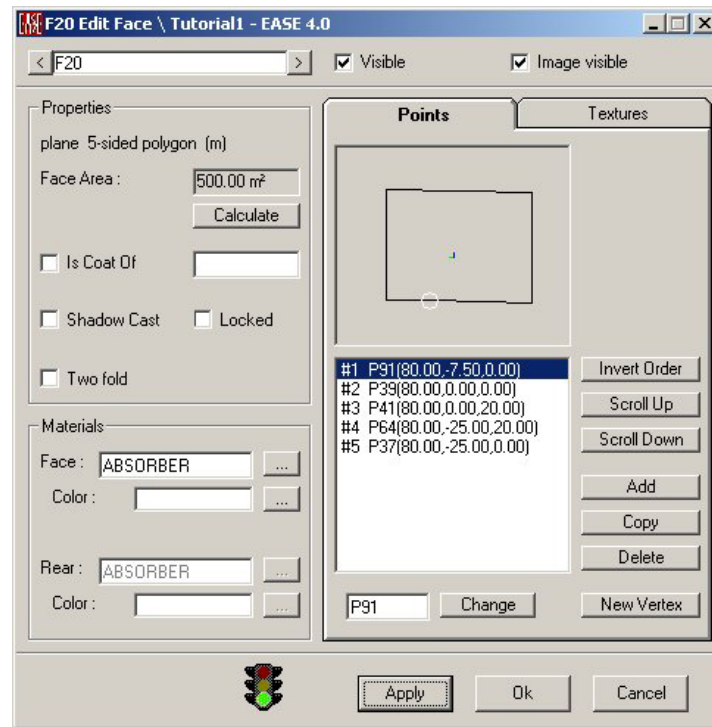 EASE F20 Edit Face \ Tutorial1 - EASE 4.0
< F20 > Visible Image visible
Properties
plane 5-sided polygon (m)
Face Area : 500.00 m²
Calculate
Is Coat Of
Shadow Cast Locked
Two fold
Materials
Face : ABSORBER ...
Color : ...
Rear : ABSORBER ...
Color : ...
Points Textures
#1 P91(80.00,-7.50,0.00)
#2 P39(80.00,0.00,0.00)
#3 P41(80.00,0.00,20.00)
#4 P64(80.00,-25.00,20.00)
#5 P37(80.00,-25.00,0.00)
Invert Order
Scroll Up
Scroll Down
Add
Copy
Delete
P91 Change New Vertex
Apply Ok Cancel